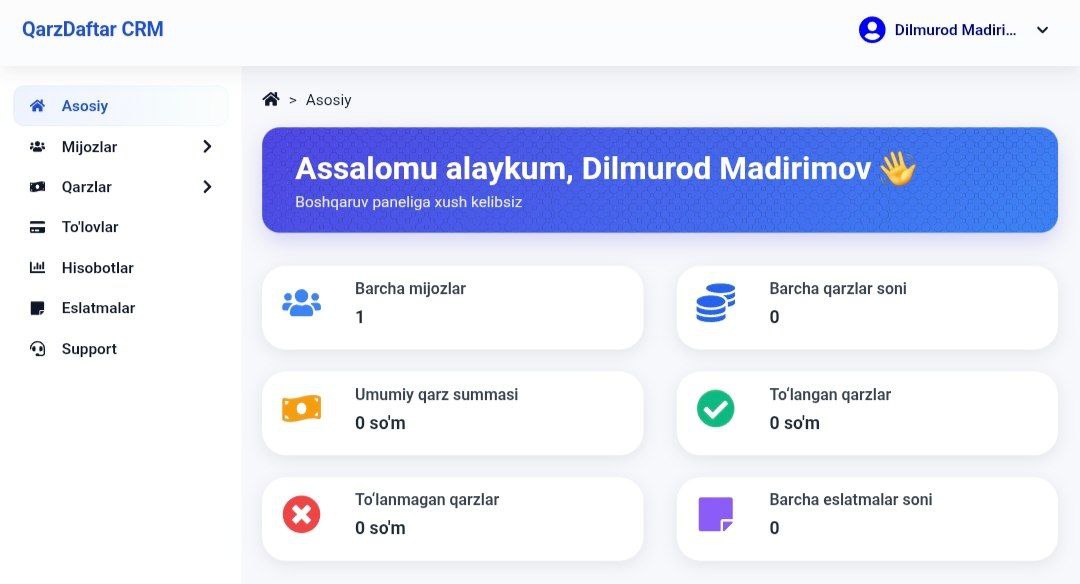 QarzDaftar CRM
Dilmurod Madiri...
Asosiy
Mijozlar
Qarzlar
To'lovlar
Hisobotlar
Eslatmalar
Support
> Asosiy
Assalomu alaykum, Dilmurod Madirimov 👋
Boshqaruv paneliga xush kelibsiz
Barcha mijozlar
1
Barcha qarzlar soni
0
Umumiy qarz summasi
0 so'm
To‘langan qarzlar
0 so'm
To‘lanmagan qarzlar
0 so'm
Barcha eslatmalar soni
0